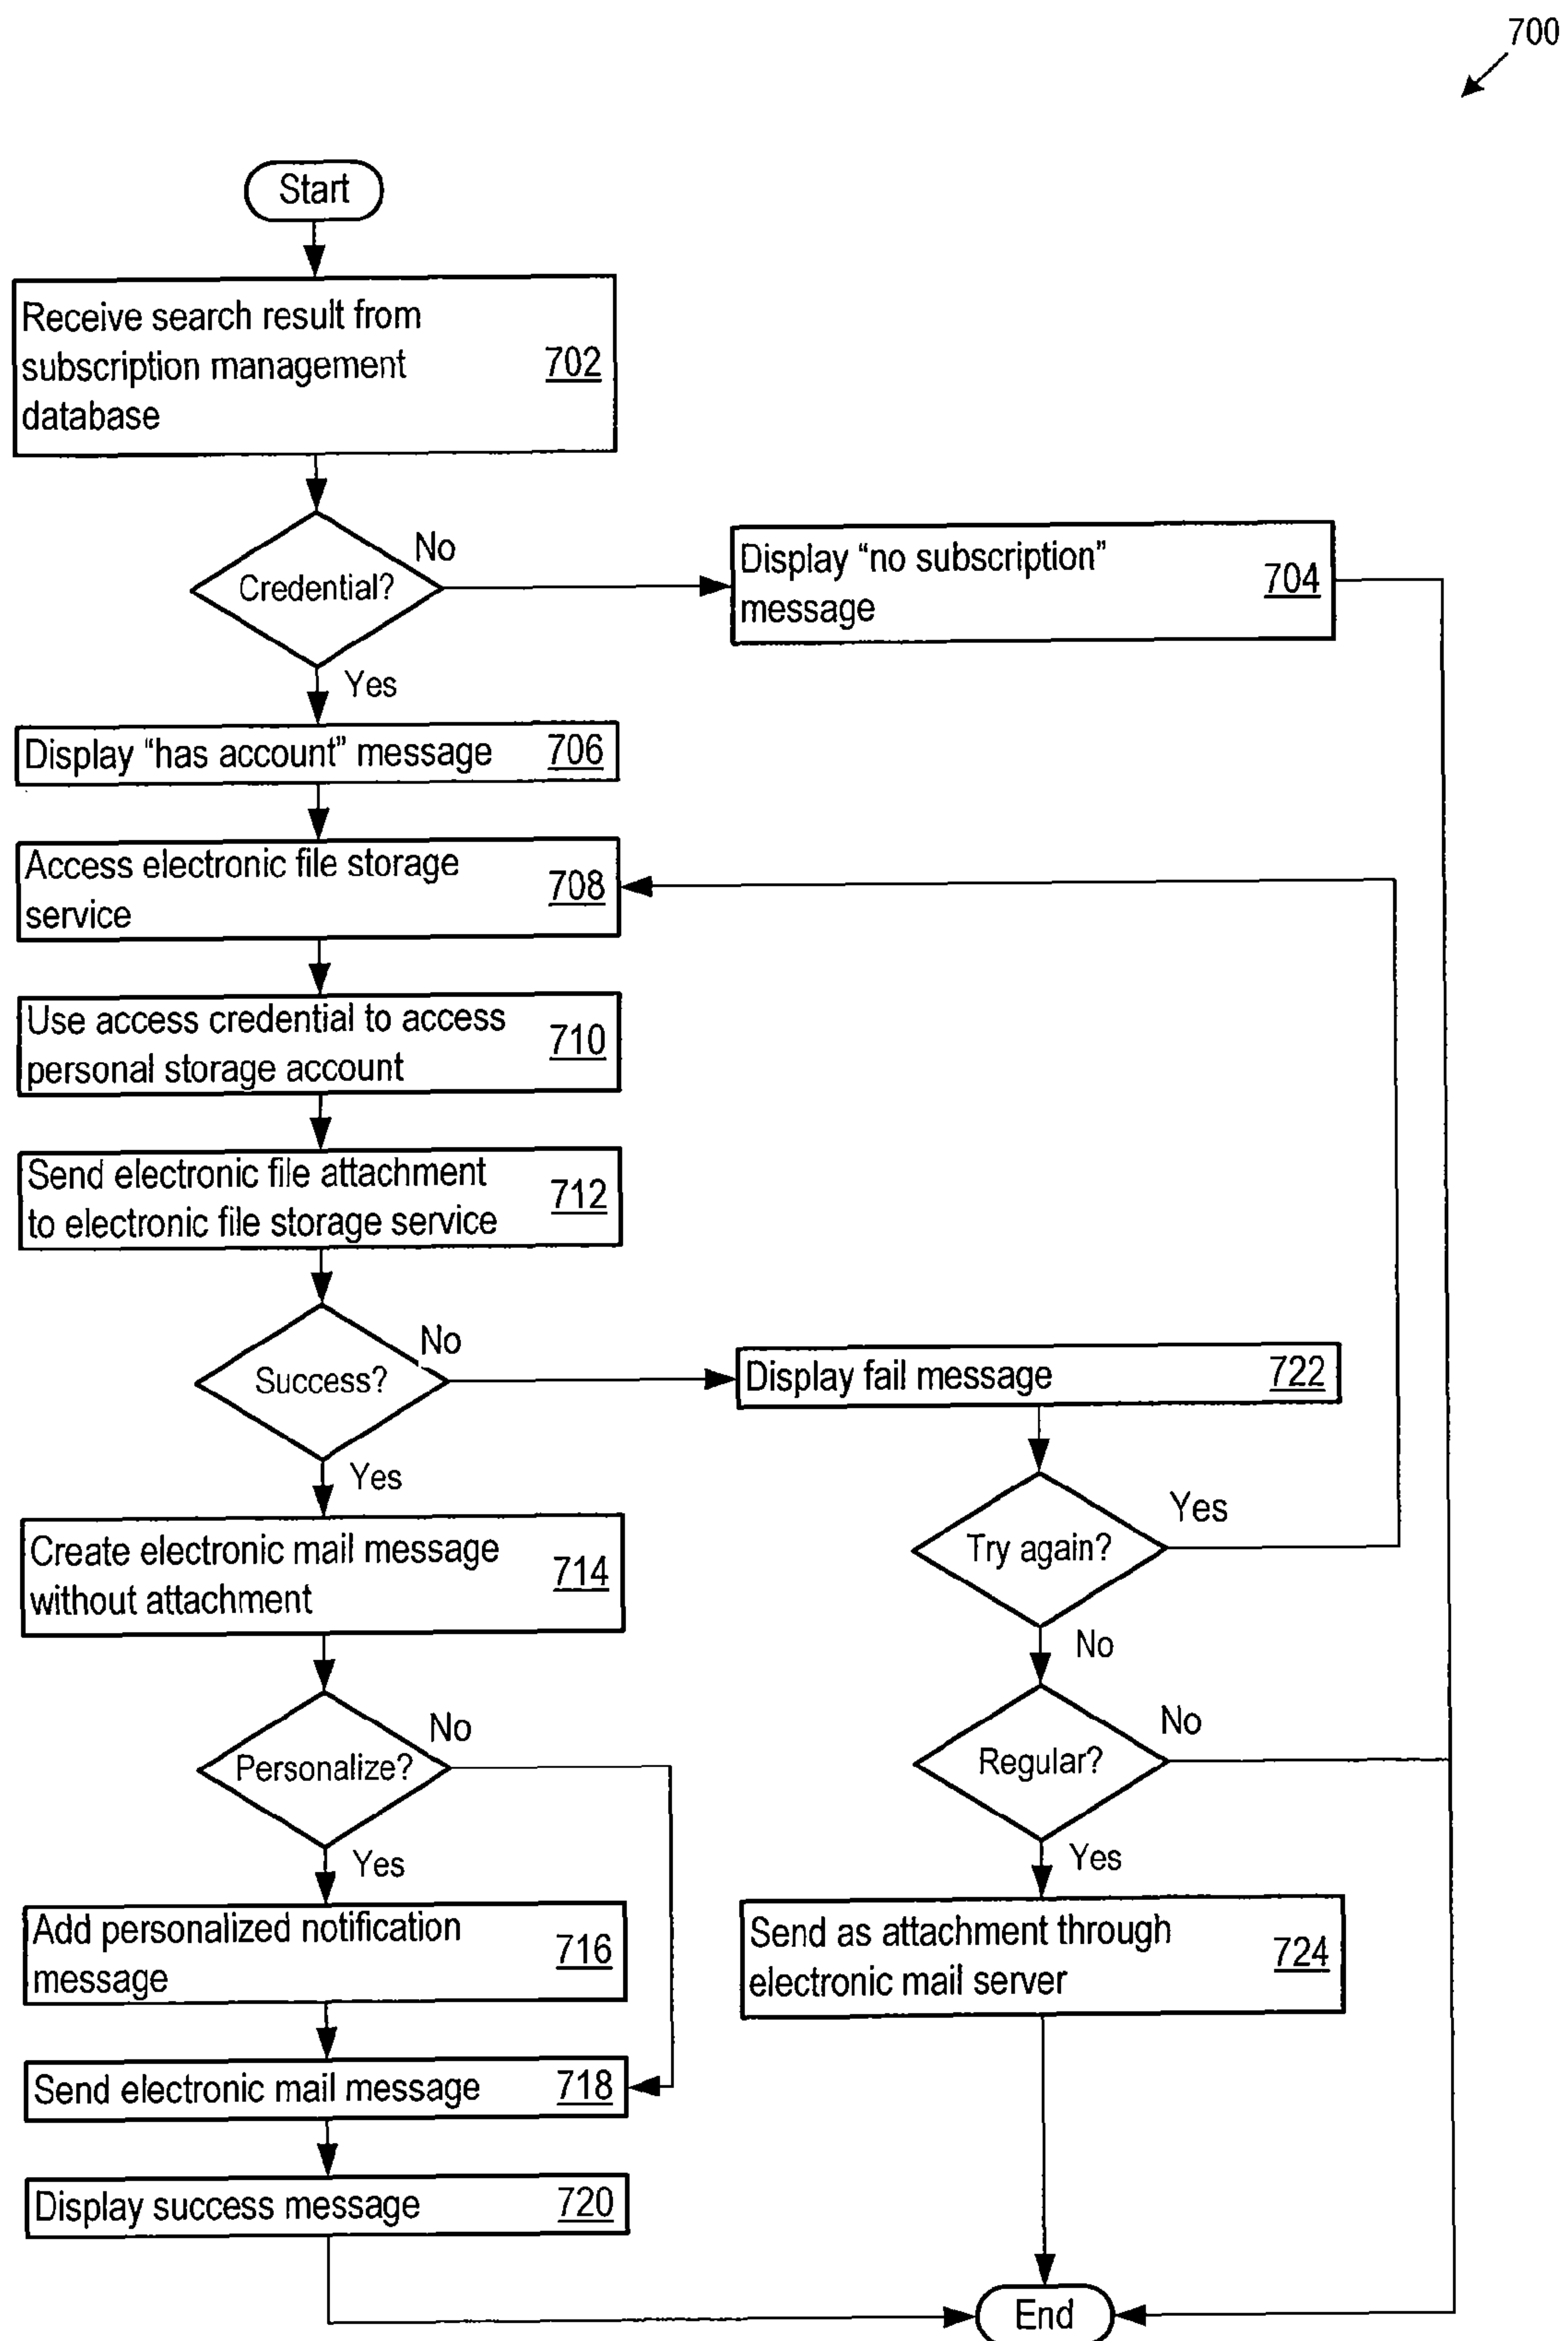 700
Start
Receive search result from
subscription management
database
702
Credential?
No
Display “no subscription”
message
704
Yes
Display “has account” message
706
Access electronic file storage
service
708
Use access credential to access
personal storage account
710
Send electronic file attachment
to electronic file storage service
712
Success?
No
Display fail message
722
Yes
Try again?
Yes
Create electronic mail message
without attachment
714
No
Personalize?
No
Regular?
No
Yes
Yes
Add personalized notification
message
716
Send as attachment through
electronic mail server
724
Send electronic mail message
718
Display success message
720
End